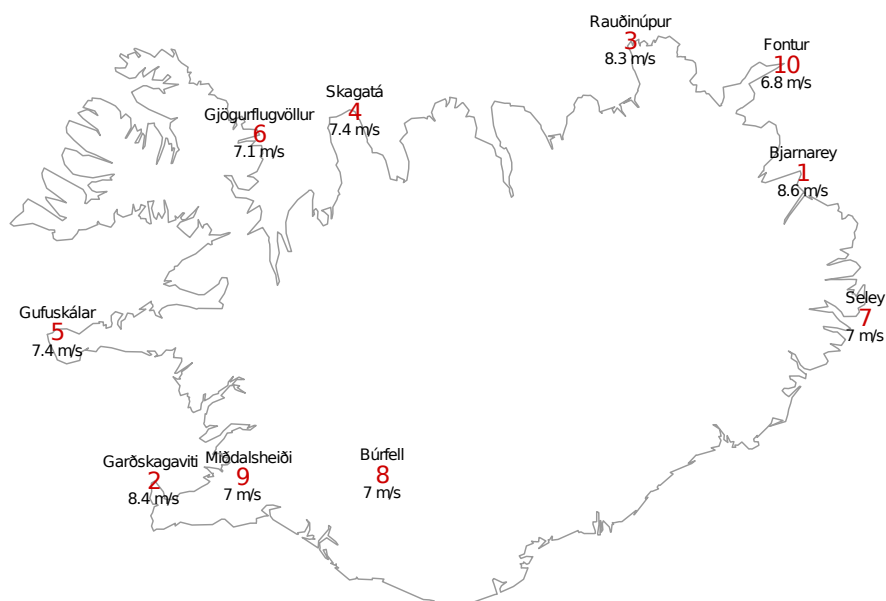 Rauðinúpur
3
8.3 m/s
Fontur
10
6.8 m/s
Skagatá
4
7.4 m/s
Gjögurflugvöllur
6
7.1 m/s
Bjarnarey
1
8.6 m/s
Seley
7
7 m/s
Gufuskálar
5
7.4 m/s
Garðskagaviti
2
8.4 m/s
Miðdalsheiði
9
7 m/s
Búrfell
8
7 m/s